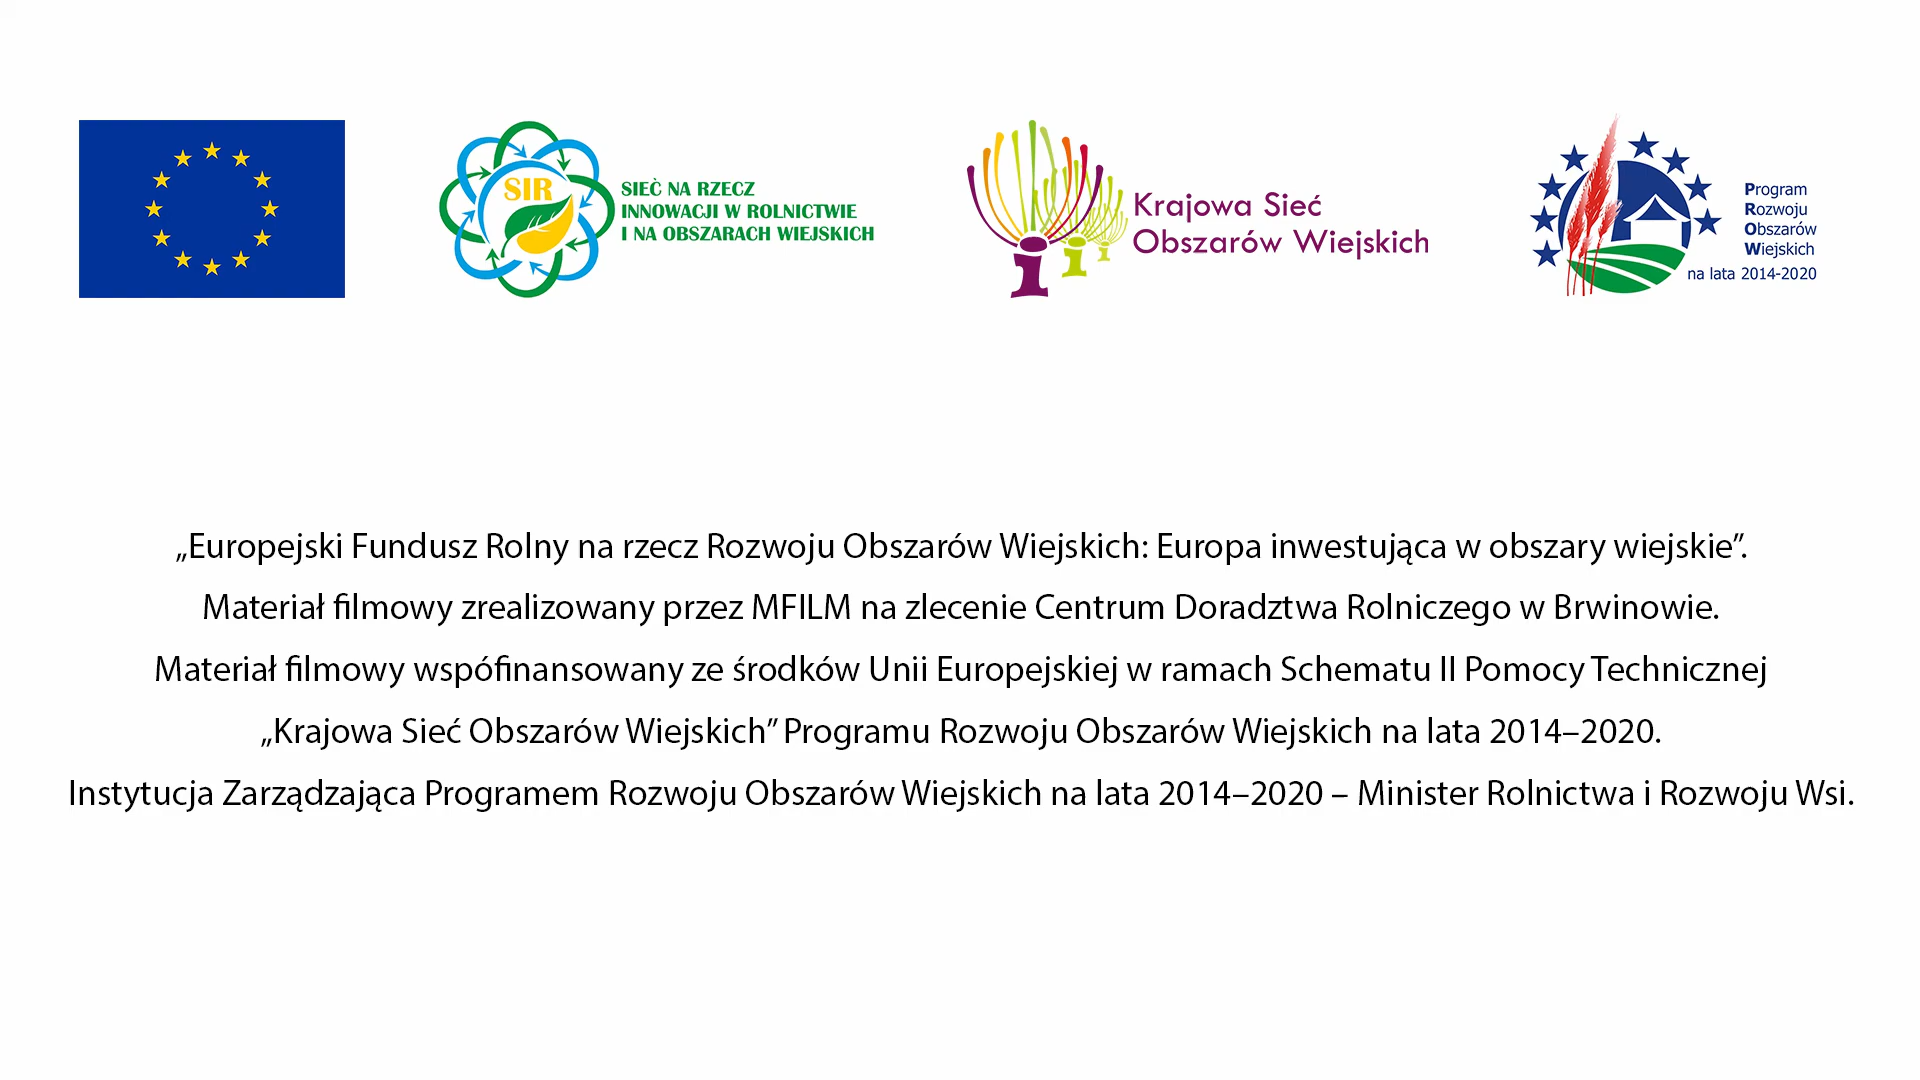 SIR
SIEĆ NA RZECZ
INNOWACJI W ROLNICTWIE
I NA OBSZARACH WIEJSKICH
Krajowa Sieć
Obszarów Wiejskich
Program
Rozwoju
Obszarów
Wiejskich
na lata 2014-2020
„Europejski Fundusz Rolny na rzecz Rozwoju Obszarów Wiejskich: Europa inwestująca w obszary wiejskie”.
Materiał filmowy zrealizowany przez MFILM na zlecenie Centrum Doradztwa Rolniczego w Brwinowie.
Materiał filmowy wspófinansowany ze środków Unii Europejskiej w ramach Schematu II Pomocy Technicznej
„Krajowa Sieć Obszarów Wiejskich” Programu Rozwoju Obszarów Wiejskich na lata 2014–2020.
Instytucja Zarządzająca Programem Rozwoju Obszarów Wiejskich na lata 2014–2020 – Minister Rolnictwa i Rozwoju Wsi.